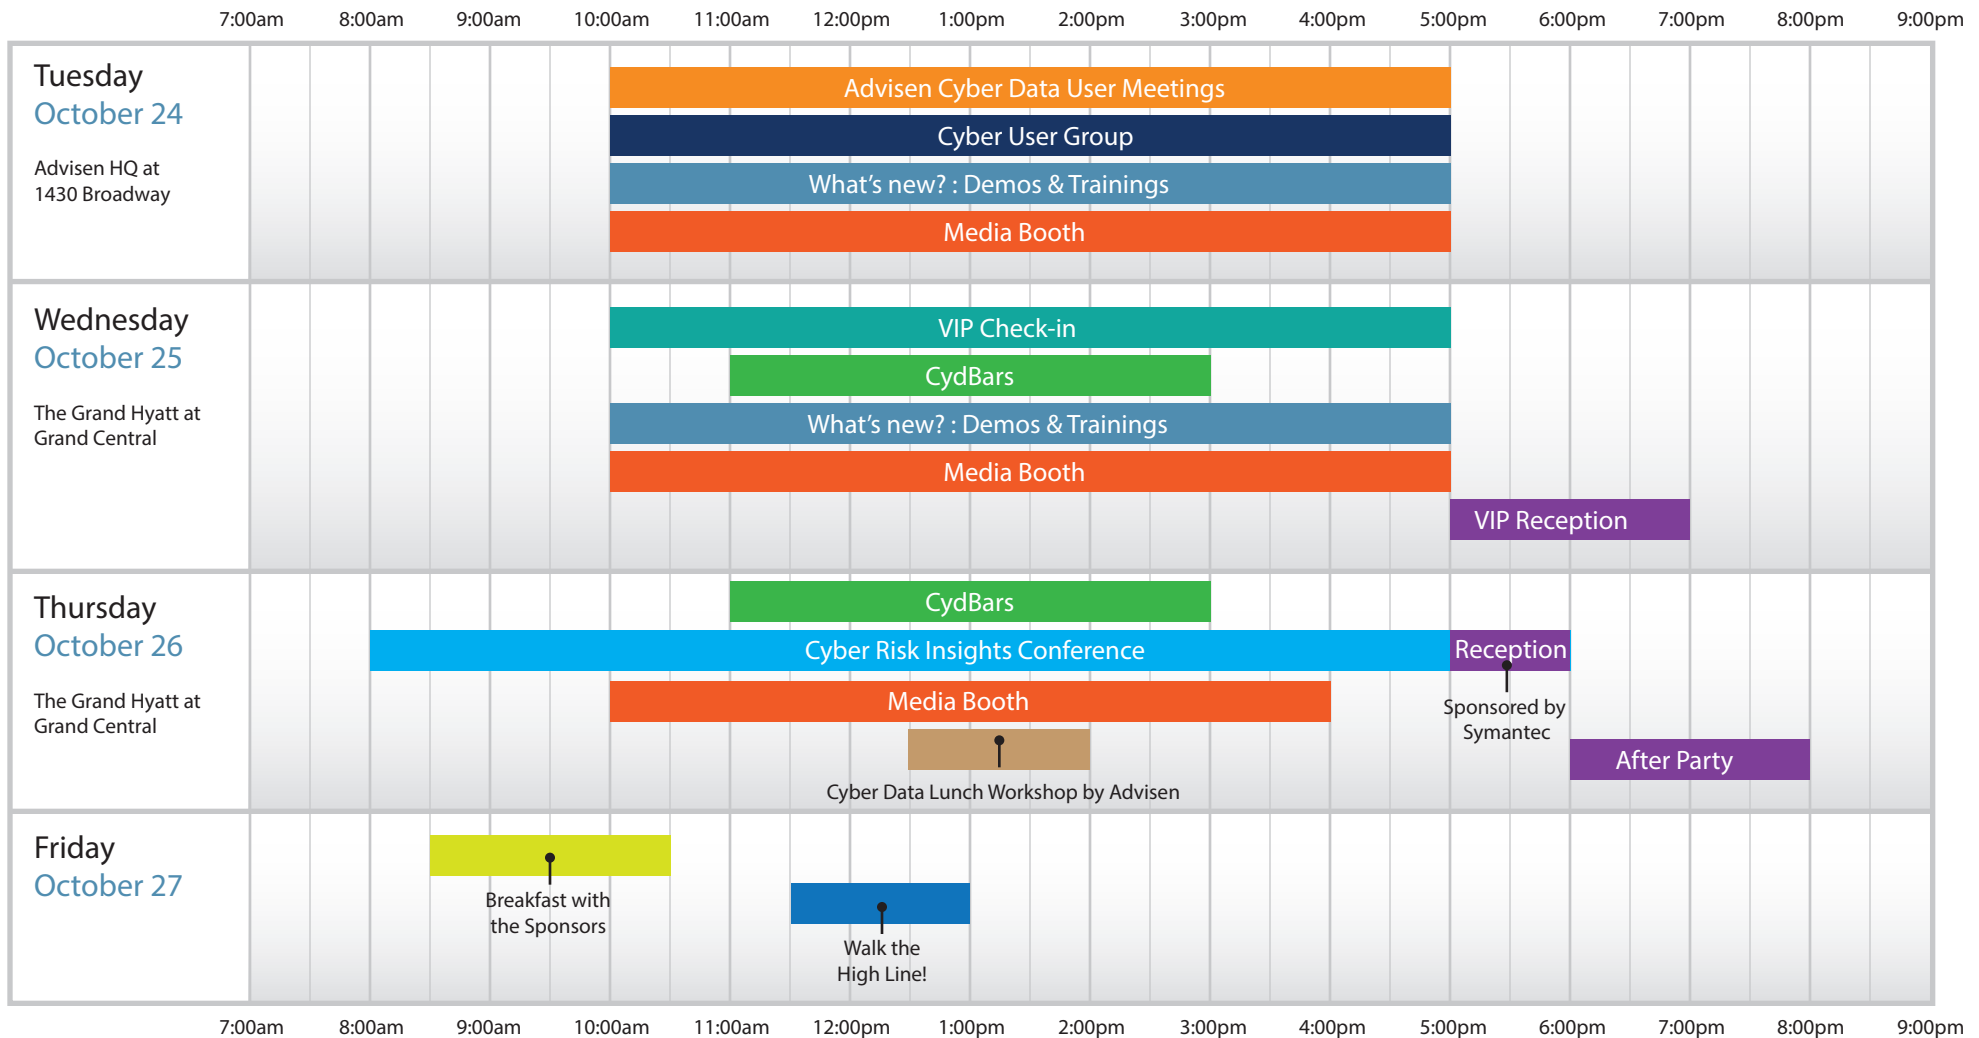 7:00am 8:00am 9:00am 10:00am 11:00am 12:00pm 1:00pm 2:00pm 3:00pm 4:00pm 5:00pm 6:00pm 7:00pm 8:00pm 9:00pm
Tuesday
October 24
Advisen HQ at
1430 Broadway
Advisen Cyber Data User Meetings
Cyber User Group
What's new? : Demos & Trainings
Media Booth
Wednesday
October 25
The Grand Hyatt at
Grand Central
VIP Check-in
CydBars
What's new? : Demos & Trainings
Media Booth
VIP Reception
Thursday
October 26
The Grand Hyatt at
Grand Central
CydBars
Cyber Risk Insights Conference
Reception
Sponsored by
Symantec
Media Booth
Cyber Data Lunch Workshop by Advisen
After Party
Friday
October 27
Breakfast with
the Sponsors
Walk the
High Line!
7:00am 8:00am 9:00am 10:00am 11:00am 12:00pm 1:00pm 2:00pm 3:00pm 4:00pm 5:00pm 6:00pm 7:00pm 8:00pm 9:00pm